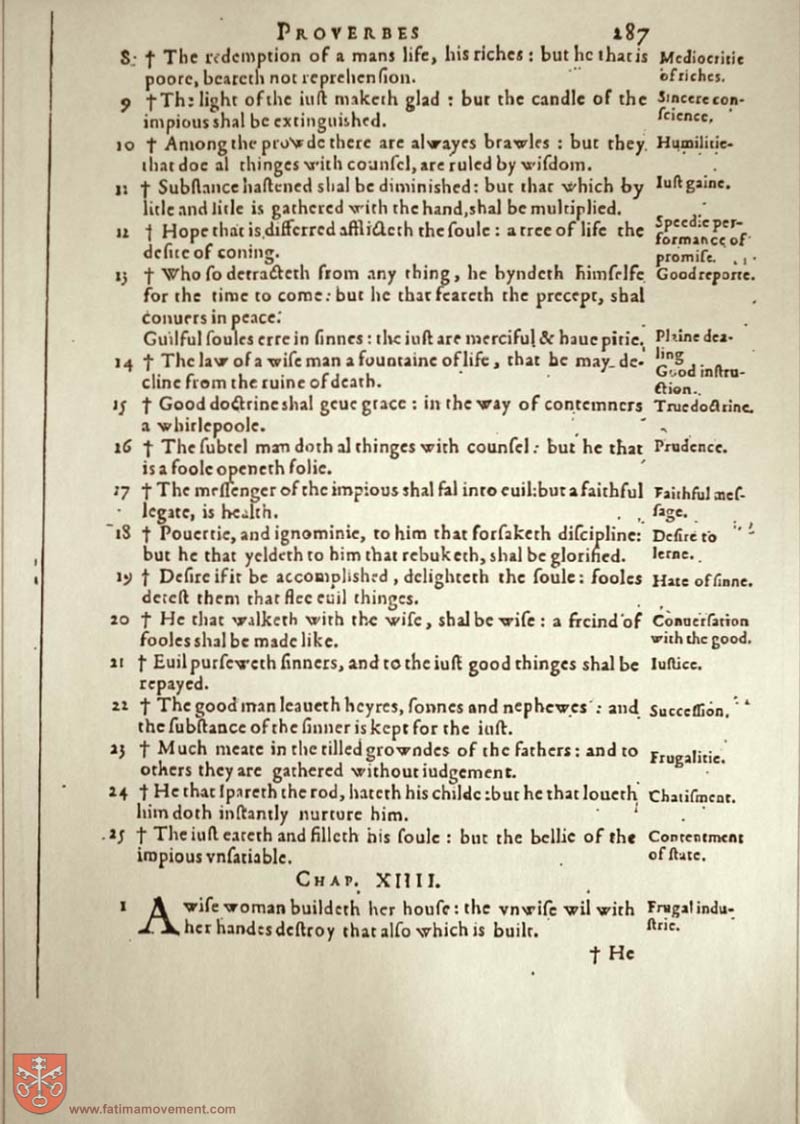 PROVERBES 187
8. † The redemption of a mans life, his riches : but he that is
poore, beareth not reprehenſion.
Mediocritie
of riches.
9 † The light of the iuſt maketh glad : but the candle of the
impious shal be extinguished.
Sincere con-
ſcience.
10 † Among the prowde there are alwayes brawles : but they
that doe al thinges with counſel, are ruled by wiſdom.
Humilitie.
11 † Subſtance haſtened shal be diminished : but that which by
litle and litle is gathered with the hand, shal be multiplied.
Iuſt gaine.
12 † Hope that is differred afflicteth the ſoule : a tree of life the
deſire of coming.
Speedie per-
formance of
promiſe.
13 † Who ſo detracteth from any thing, he byndeth himſelfe
for the time to come : but he that feareth the precept, shal
conuers in peace.
Good reporte.
Guilful ſoules erre in ſinnes : the iuſt are merciful & haue pitie.
Plaine dea-
ling
14 † The law of a wiſe man a fountaine of life, that he may de-
cline from the ruine of death.
Good inſtru-
ction.
15 † Good doctrine shal geue grace : in the way of contemners
a whirlepoole.
True doctrine.
16 † The ſubtel man doth al thinges with counſel : but he that
is a foole openeth folie.
Prudence.
17 † The meſſenger of the impious shal fal into euil: but a faithful
legate, is health.
Faithful meſ-
ſage.
18 † Pouertie, and ignominie, to him that forſaketh diſcipline:
but he that yeldeth to him that rebuketh, shal be glorified.
Deſire to
lerne.
19 † Deſire if it be accomplished, delighteth the ſoule : fooles
deteſt them that flee euil thinges.
Hate of ſinne.
20 † He that walketh with the wiſe, shal be wiſe : a freind of
fooles shal be made like.
Conuerſation
with the good.
21 † Euil purſeweth ſinners, and to the iuſt good thinges shal be
repayed.
Iuſtice.
22 † The good man leaueth heyres, ſonnes and nephewes : and
the ſubſtance of the ſinner is kept for the iuſt.
Succeſſion.
23 † Much meate in the tilled growndes of the fathers : and to
others they are gathered without iudgement.
Frugalitie.
24 † He that ſpareth the rod, hateth his childe : but he that loueth
him doth inſtantly nurture him.
Chatiſment.
25 † The iuſt eateth and filleth his ſoule : but the bellie of the
impious vnſatiable.
Contentment
of ſtate.
CHAP. XIIII.
1 A wiſe woman buildeth her houſe : the vnwiſe wil with
her handes deſtroy that alſo which is built.
Frugal indu-
ſtrie.
† He
www.fatimamovement.com